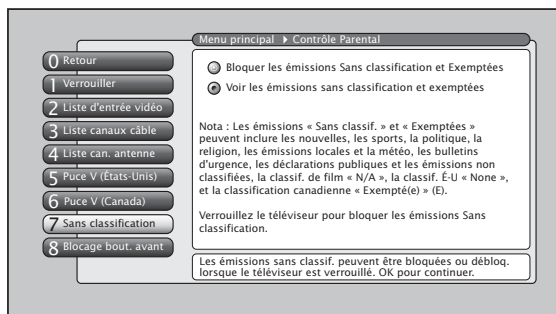 Menu principal ▶ Contrôle Parental
0 Retour
1 Verrouiller
2 Liste d'entrée vidéo
3 Liste canaux câble
4 Liste can. antenne
5 Puce V (États-Unis)
6 Puce V (Canada)
7 Sans classification
8 Blocage bout. avant
Bloquer les émissions Sans classification et Exemptées
Voir les émissions sans classification et exemptées
Nota : Les émissions « Sans classif. » et « Exemptées »
peuvent inclure les nouvelles, les sports, la politique, la
religion, les émissions locales et la météo, les bulletins
d'urgence, les déclarations publiques et les émissions non
classifiées, la classif. de film « N/A », la classif. É-U « None »,
et la classification canadienne « Exempté(e) » (E).
Verrouillez le téléviseur pour bloquer les émissions Sans
classification.
Les émissions sans classif. peuvent être bloquées ou débloq.
lorsque le téléviseur est verrouillé. OK pour continuer.